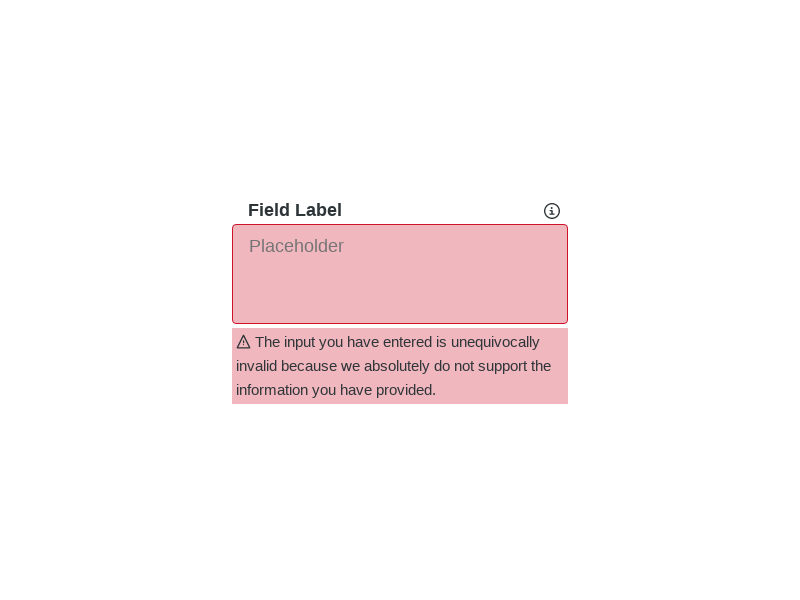 Field Label
Placeholder
The input you have entered is unequivocally
invalid because we absolutely do not support the
information you have provided.